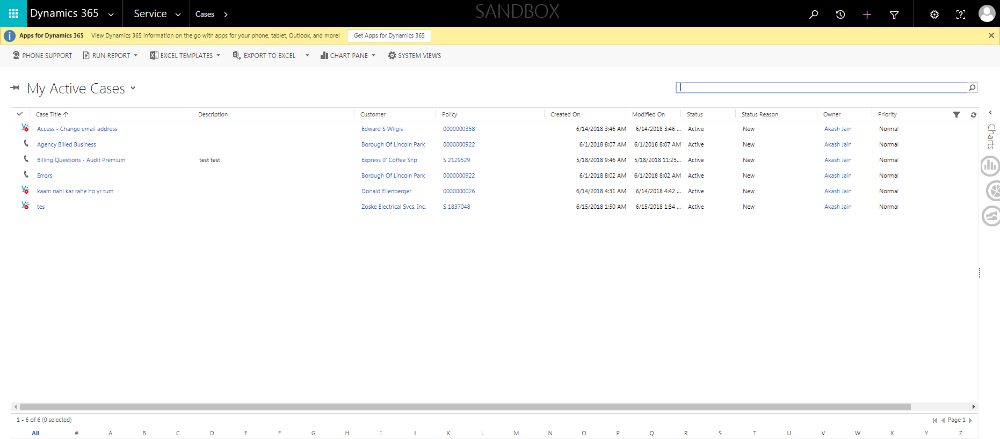 Dynamics 365 Service Cases SANDBOX
Apps for Dynamics 365 View Dynamics 365 information on the go with apps for your phone, tablet, Outlook, and more! Get Apps for Dynamics 365
PHONE SUPPORT RUN REPORT EXCEL TEMPLATES EXPORT TO EXCEL CHART PANE SYSTEM VIEWS
My Active Cases
Case Title Description Customer Policy Created On Modified On Status Status Reason Owner Priority
Access - Change email address Edward S Wilgis 0000000358 6/14/2018 3:46 AM 6/14/2018 3:46 ... Active New Akash Jain Normal
Agency Billed Business Borough Of Lincoln Park 0000000922 6/1/2018 8:07 AM 6/1/2018 8:07 AM Active New Akash Jain Normal
Billing Questions - Audit Premium test test Express 0' Coffee Shp S 2129529 5/18/2018 9:46 AM 5/18/2018 11:25... Active New Akash Jain Normal
Errors Borough Of Lincoln Park 0000000922 6/1/2018 8:02 AM 6/1/2018 8:02 AM Active New Akash Jain Normal
kaam nahi kar rahe ho yr tum Donald Eilenberger 0000000026 6/14/2018 4:31 AM 6/14/2018 4:42 ... Active New Akash Jain Normal
tes Zoske Electrical Svcs. Inc. S 1837048 6/15/2018 1:50 AM 6/15/2018 1:54 ... Active New Akash Jain Normal
Charts
1 - 6 of 6 (0 selected) Page 1
All # A B C D E F G H I J K L M N O P Q R S T U V W X Y Z